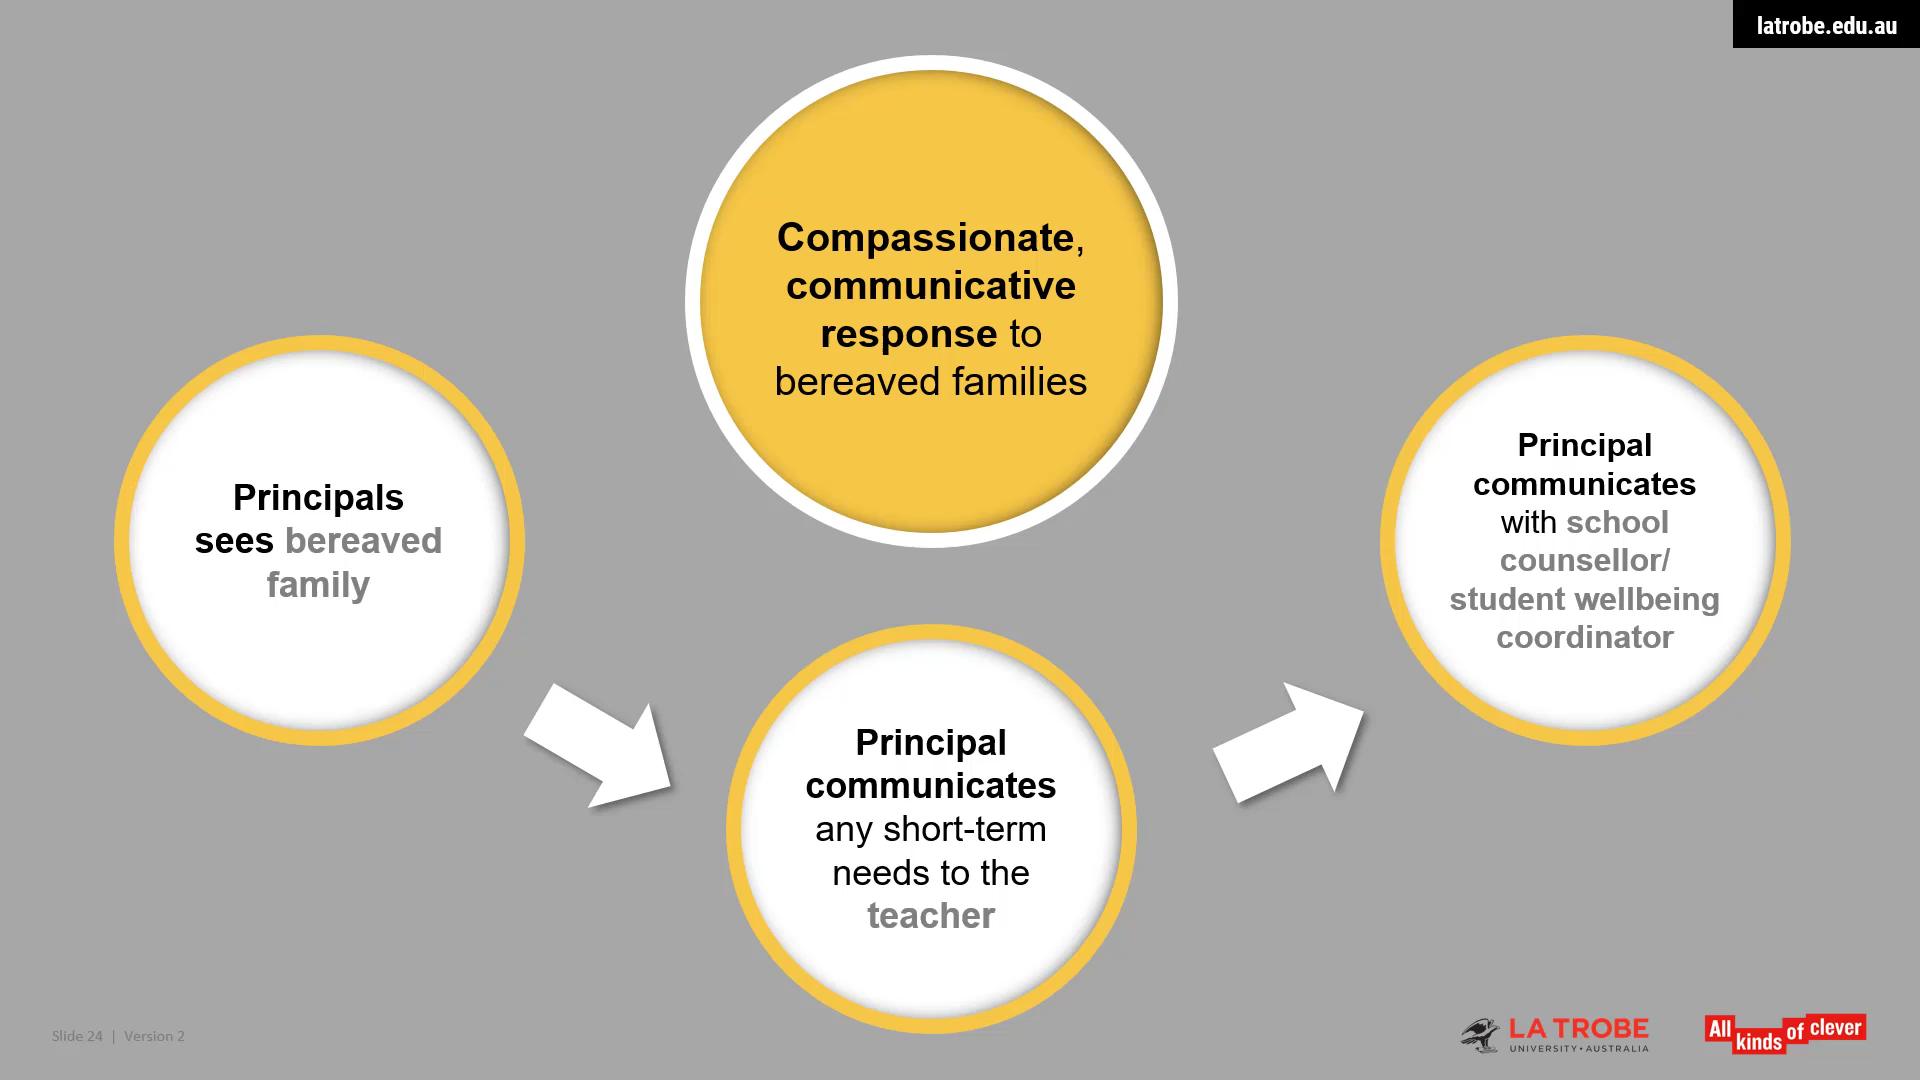 latrobe.edu.au
Compassionate,
communicative
response to
bereaved families
Principals
sees bereaved
family
Principal
communicates
any short-term
needs to the
teacher
Principal
communicates
with school
counsellor/
student wellbeing
coordinator
Slide 24 | Version 2
LA TROBE
UNIVERSITY • AUSTRALIA
All kinds of clever